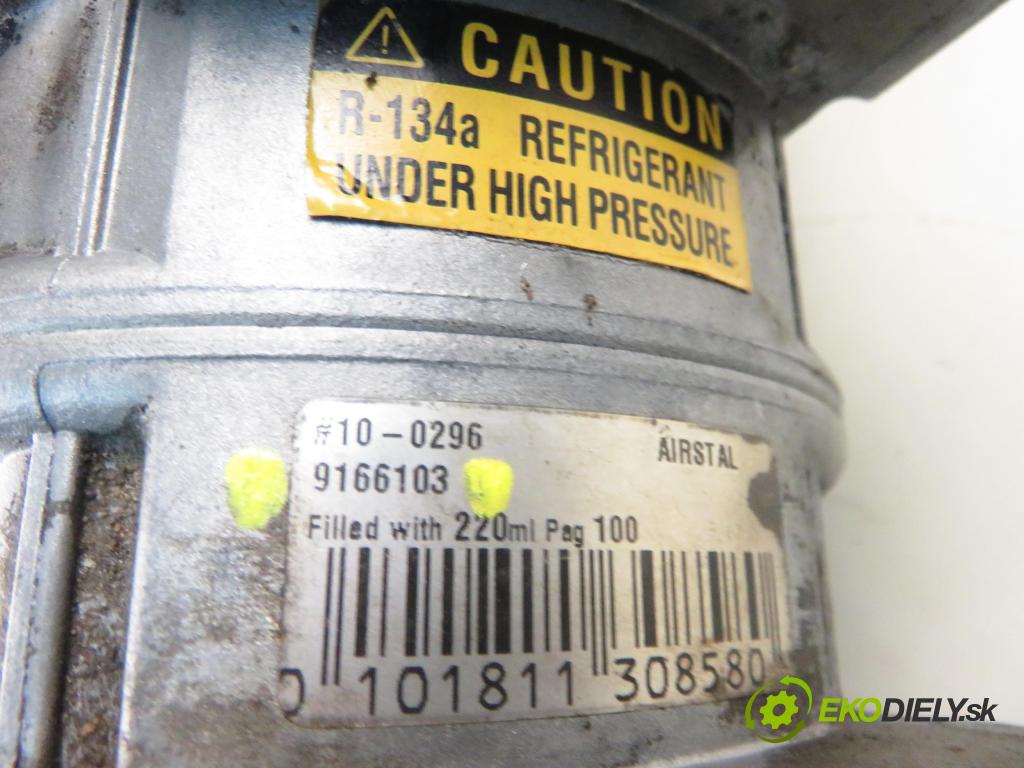 CAUTION
R-134a REFRIGERANT
UNDER HIGH PRESSURE
#10-0296 AIRSTAL
9166103
Filled with 220ml Pag 100
0 101811 308580
EKODIELY.sk